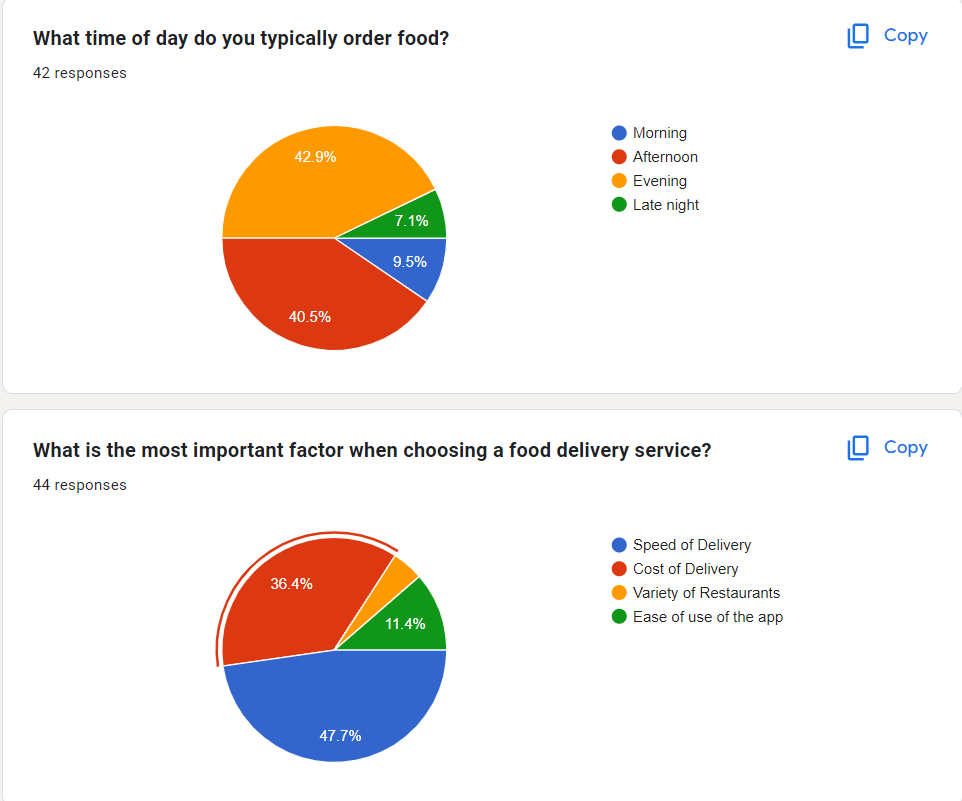 What time of day do you typically order food?
Copy
42 responses
42.9%
7.1%
9.5%
40.5%
Morning
Afternoon
Evening
Late night
What is the most important factor when choosing a food delivery service?
Copy
44 responses
36.4%
11.4%
47.7%
Speed of Delivery
Cost of Delivery
Variety of Restaurants
Ease of use of the app